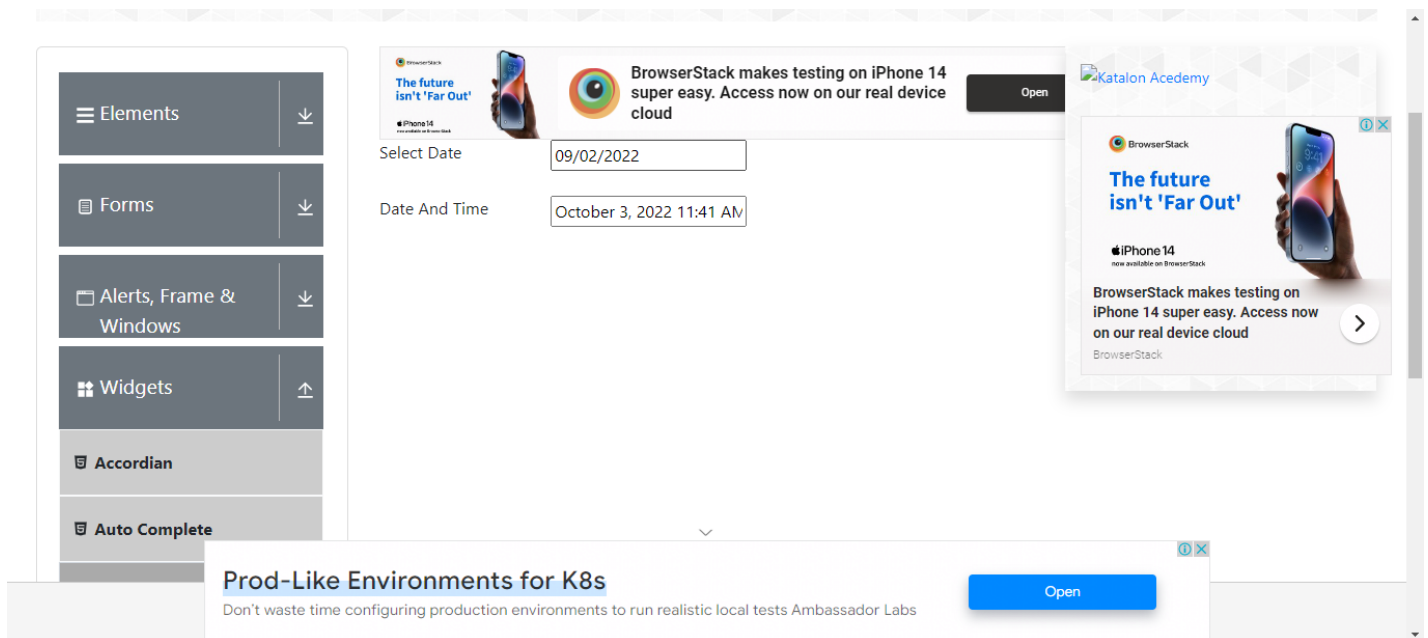 Elements
Forms
Alerts, Frame &
Windows
Widgets
Accordian
Auto Complete
BrowserStack
The future
isn't 'Far Out'
iPhone 14
now available on BrowserStack
BrowserStack makes testing on iPhone 14
super easy. Access now on our real device
cloud
Open
Select Date
09/02/2022
Date And Time
October 3, 2022 11:41 AM
Katalon Acedemy
BrowserStack
The future
isn't 'Far Out'
iPhone 14
now available on BrowserStack
BrowserStack makes testing on
iPhone 14 super easy. Access now
on our real device cloud
BrowserStack
Prod-Like Environments for K8s
Don't waste time configuring production environments to run realistic local tests Ambassador Labs
Open